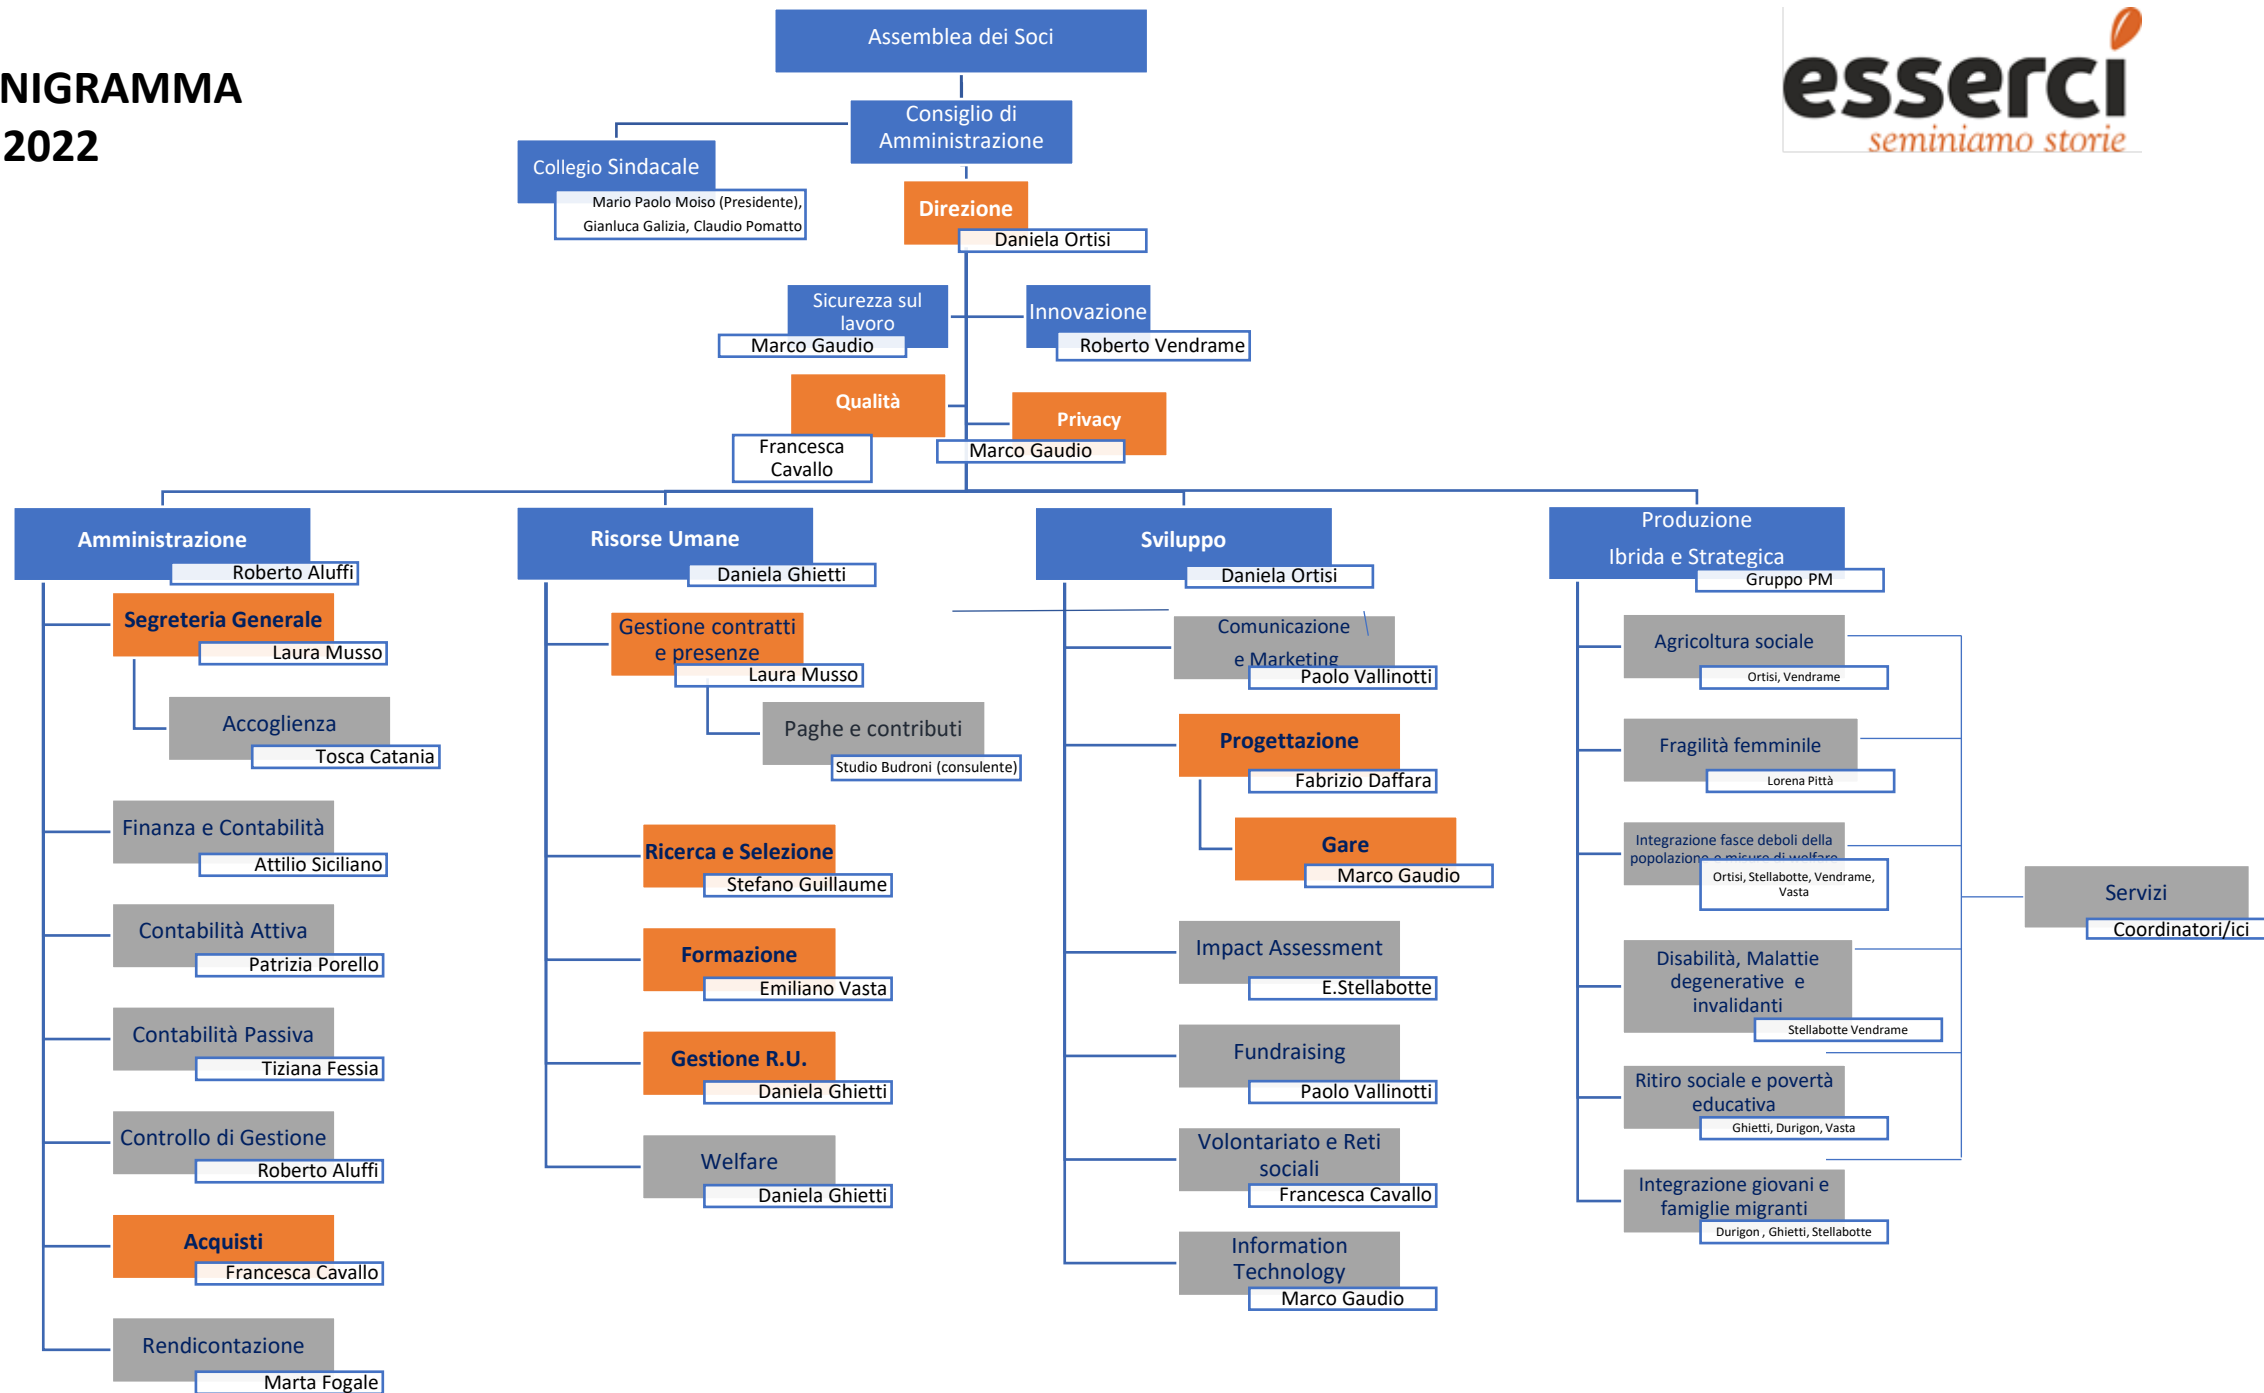 NIGRAMMA
2022
esserci
seminiamo storie
Assemblea dei Soci
Consiglio di
Amministrazione
Collegio Sindacale
Mario Paolo Moiso (Presidente),
Gianluca Galizia, Claudio Pomatto
Direzione
Daniela Ortisi
Sicurezza sul
lavoro
Marco Gaudio
Innovazione
Roberto Vendrame
Qualità
Francesca
Cavallo
Privacy
Marco Gaudio
Amministrazione
Roberto Aluffi
Segreteria Generale
Laura Musso
Accoglienza
Tosca Catania
Finanza e Contabilità
Attilio Siciliano
Contabilità Attiva
Patrizia Porello
Contabilità Passiva
Tiziana Fessia
Controllo di Gestione
Roberto Aluffi
Acquisti
Francesca Cavallo
Rendicontazione
Marta Fogale
Risorse Umane
Daniela Ghietti
Gestione contratti
e presenze
Laura Musso
Paghe e contributi
Studio Budroni (consulente)
Ricerca e Selezione
Stefano Guillaume
Formazione
Emiliano Vasta
Gestione R.U.
Daniela Ghietti
Welfare
Daniela Ghietti
Sviluppo
Daniela Ortisi
Comunicazione
e Marketing
Paolo Vallinotti
Progettazione
Fabrizio Daffara
Gare
Marco Gaudio
Impact Assessment
E.Stellabotte
Fundraising
Paolo Vallinotti
Volontariato e Reti
sociali
Francesca Cavallo
Information
Technology
Marco Gaudio
Produzione
Ibrida e Strategica
Gruppo PM
Agricoltura sociale
Ortisi, Vendrame
Fragilità femminile
Lorena Pittà
Integrazione fasce deboli della
popolazione e misure di welfare
Ortisi, Stellabotte, Vendrame,
Vasta
Disabilità, Malattie
degenerative e
invalidanti
Stellabotte Vendrame
Ritiro sociale e povertà
educativa
Ghietti, Durigon, Vasta
Integrazione giovani e
famiglie migranti
Durigon , Ghietti, Stellabotte
Servizi
Coordinatori/ici